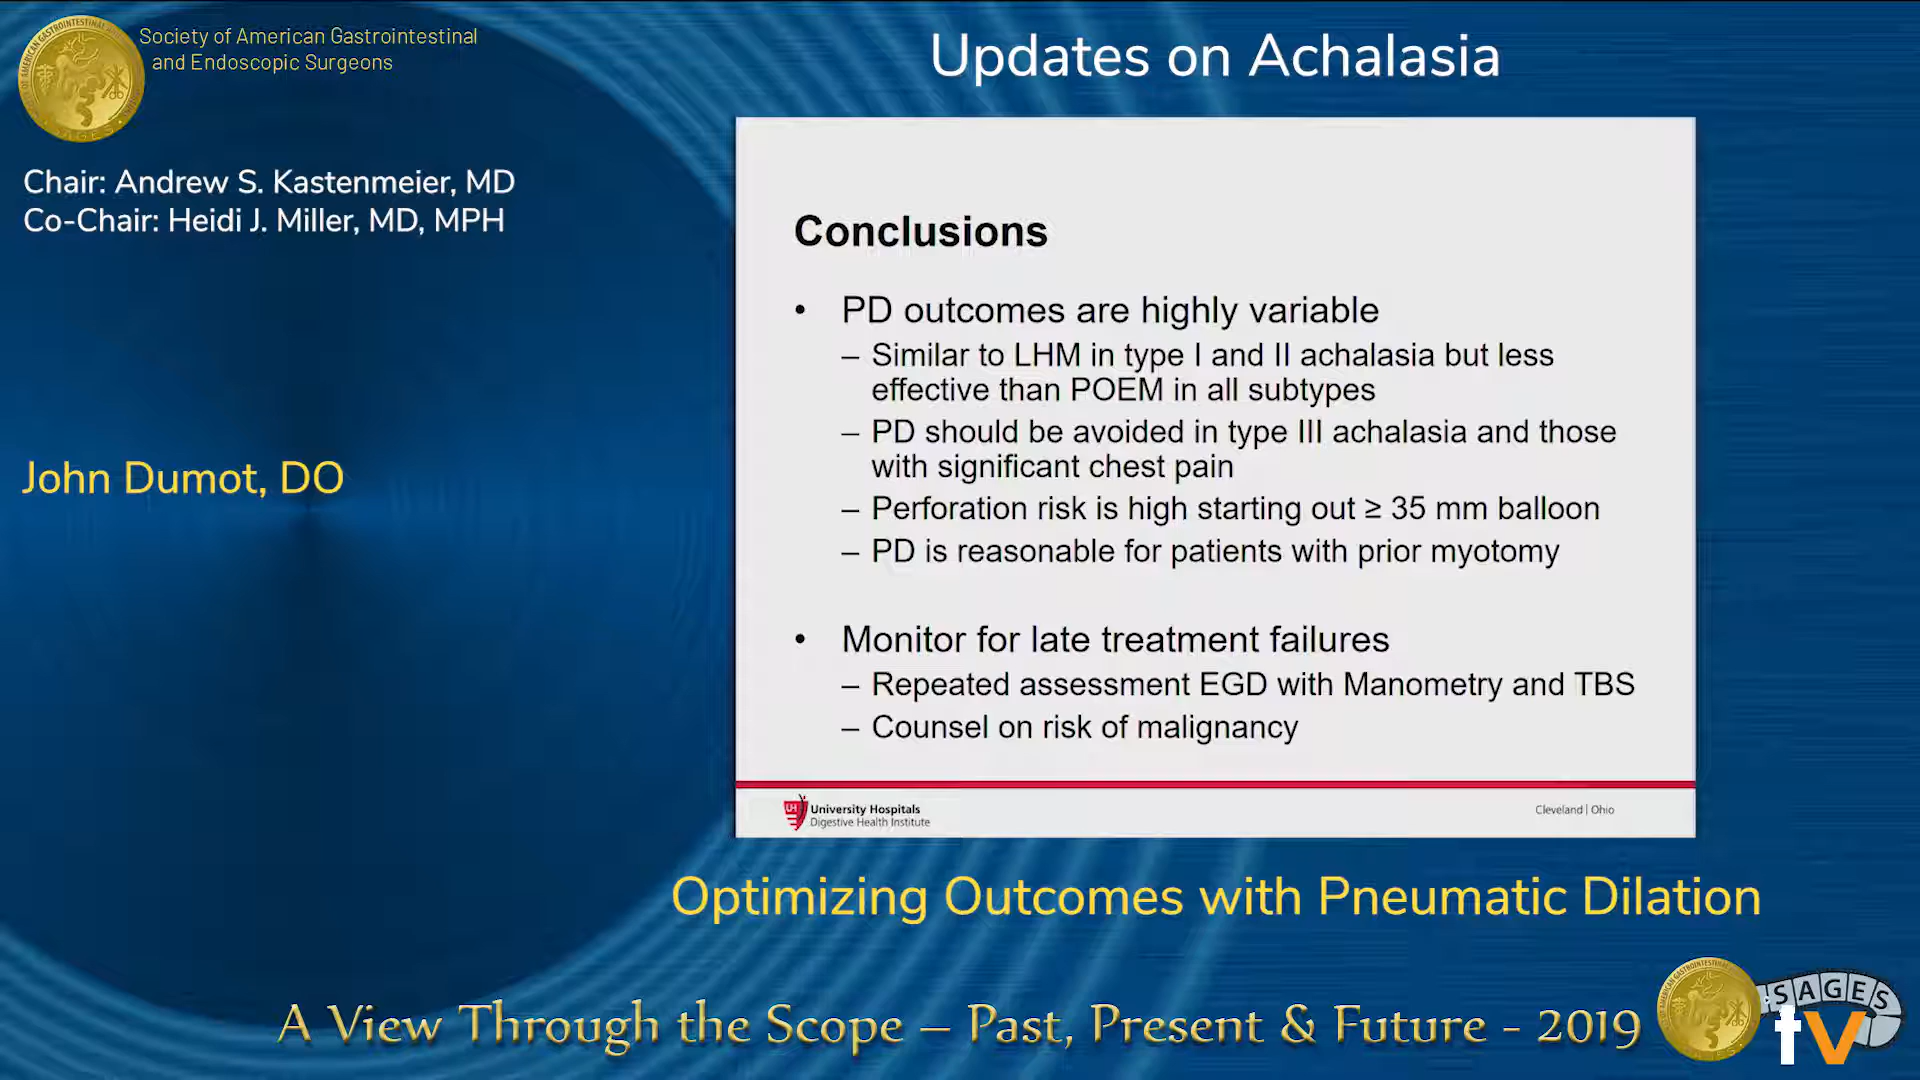 Society of American Gastrointestinal
and Endoscopic Surgeons
Updates on Achalasia
Chair: Andrew S. Kastenmeier, MD
Co-Chair: Heidi J. Miller, MD, MPH
John Dumot, DO
Conclusions
• PD outcomes are highly variable
– Similar to LHM in type I and II achalasia but less
effective than POEM in all subtypes
– PD should be avoided in type III achalasia and those
with significant chest pain
– Perforation risk is high starting out ≥ 35 mm balloon
– PD is reasonable for patients with prior myotomy
• Monitor for late treatment failures
– Repeated assessment EGD with Manometry and TBS
– Counsel on risk of malignancy
UH
University Hospitals
Digestive Health Institute
Cleveland | Ohio
Optimizing Outcomes with Pneumatic Dilation
A View Through the Scope – Past, Present & Future - 2019
SAGES
tv